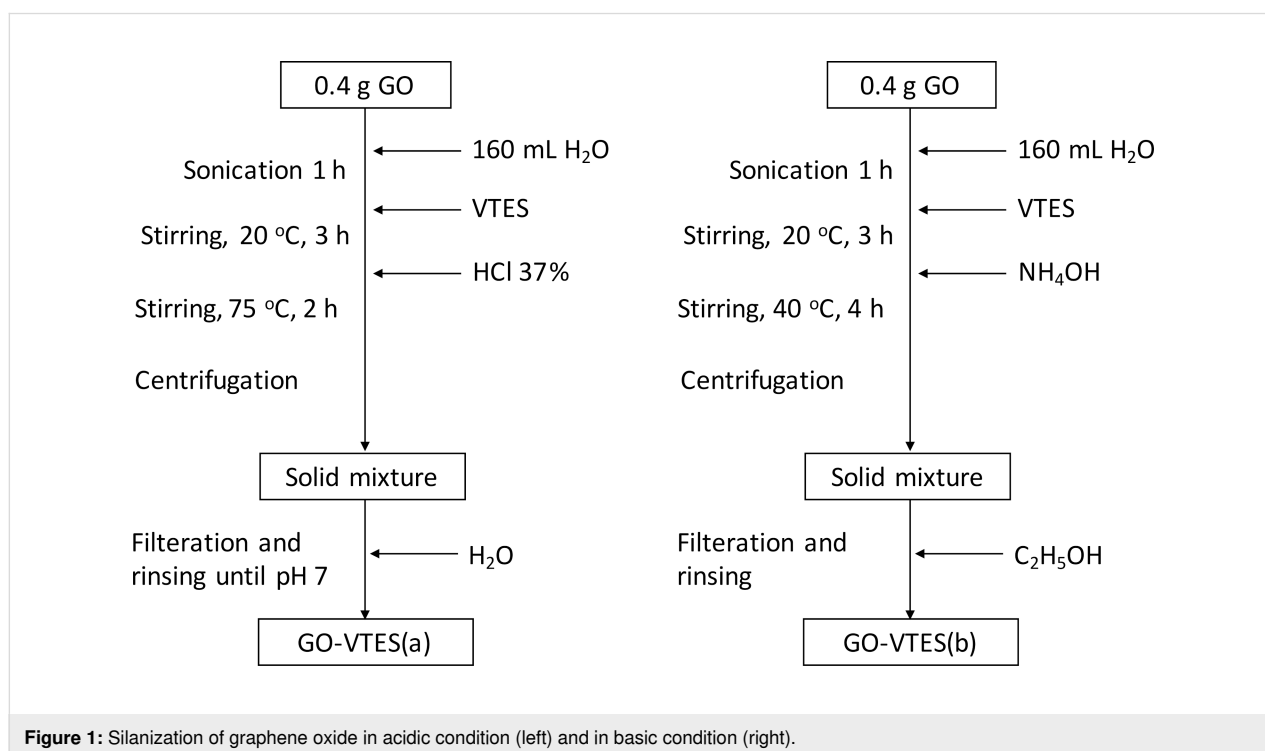 0.4 g GO
160 mL H₂O
Sonication 1 h
VTES
Stirring, 20 °C, 3 h
HCl 37%
Stirring, 75 °C, 2 h
Centrifugation
Solid mixture
Filteration and
rinsing until pH 7
H₂O
GO-VTES(a)
0.4 g GO
160 mL H₂O
Sonication 1 h
VTES
Stirring, 20 °C, 3 h
NH₄OH
Stirring, 40 °C, 4 h
Centrifugation
Solid mixture
Filteration and
rinsing
C₂H₅OH
GO-VTES(b)
Figure 1: Silanization of graphene oxide in acidic condition (left) and in basic condition (right).